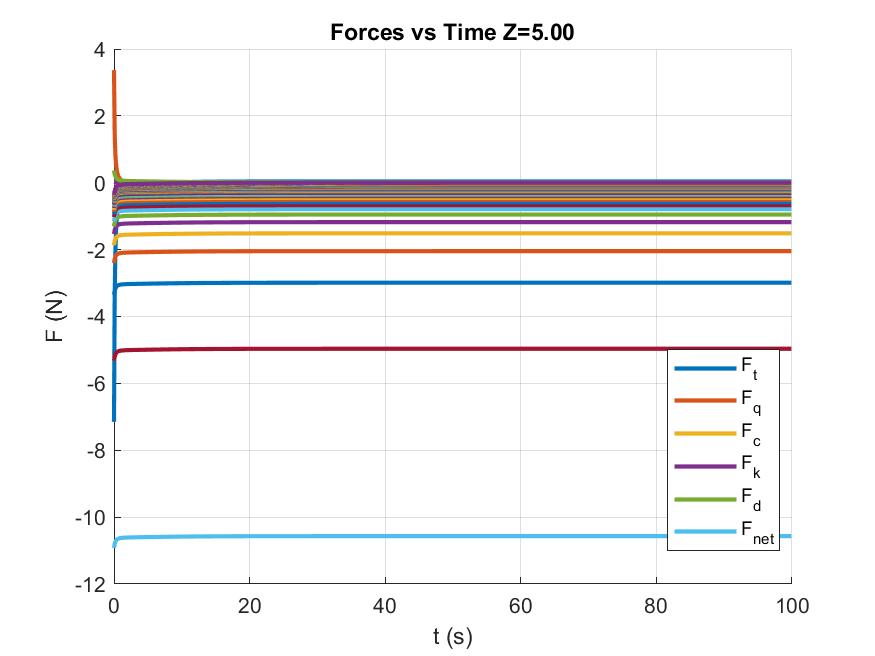 Forces vs Time Z=5.00
4
2
0
-2
-4
-6
-8
-10
-12
F (N)
0 20 40 60 80 100
t (s)
F_t
F_q
F_c
F_k
F_d
F_net